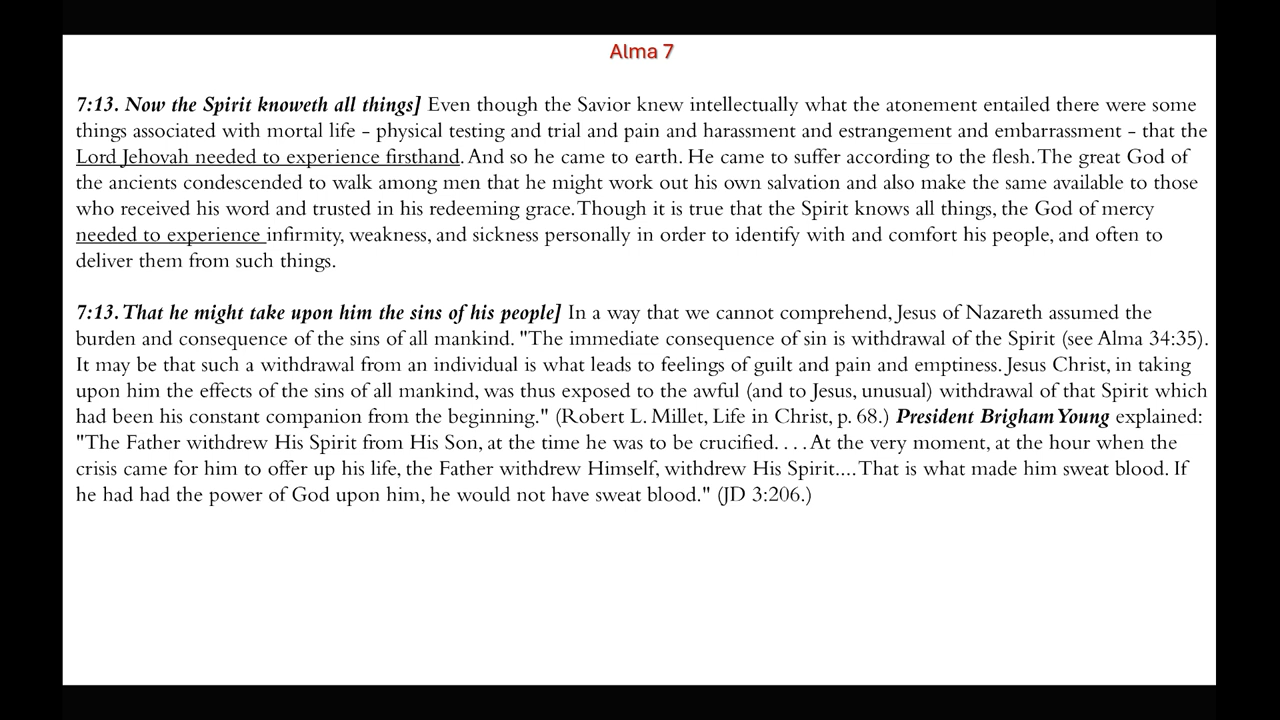 Alma 7
7:13. Now the Spirit knoweth all things] Even though the Savior knew intellectually what the atonement entailed there were some
things associated with mortal life – physical testing and trial and pain and harassment and estrangement and embarrassment – that the
Lord Jehovah needed to experience firsthand. And so he came to earth. He came to suffer according to the flesh. The great God of
the ancients condescended to walk among men that he might work out his own salvation and also make the same available to those
who received his word and trusted in his redeeming grace. Though it is true that the Spirit knows all things, the God of mercy
needed to experience infirmity, weakness, and sickness personally in order to identify with and comfort his people, and often to
deliver them from such things.
7:13. That he might take upon him the sins of his people] In a way that we cannot comprehend, Jesus of Nazareth assumed the
burden and consequence of the sins of all mankind. "The immediate consequence of sin is withdrawal of the Spirit (see Alma 34:35).
It may be that such a withdrawal from an individual is what leads to feelings of guilt and pain and emptiness. Jesus Christ, in taking
upon him the effects of the sins of all mankind, was thus exposed to the awful (and to Jesus, unusual) withdrawal of that Spirit which
had been his constant companion from the beginning." (Robert L. Millet, Life in Christ, p. 68.) President Brigham Young explained:
"The Father withdrew His Spirit from His Son, at the time he was to be crucified. . . . At the very moment, at the hour when the
crisis came for him to offer up his life, the Father withdrew Himself, withdrew His Spirit.... That is what made him sweat blood. If
he had had the power of God upon him, he would not have sweat blood." (JD 3:206.)